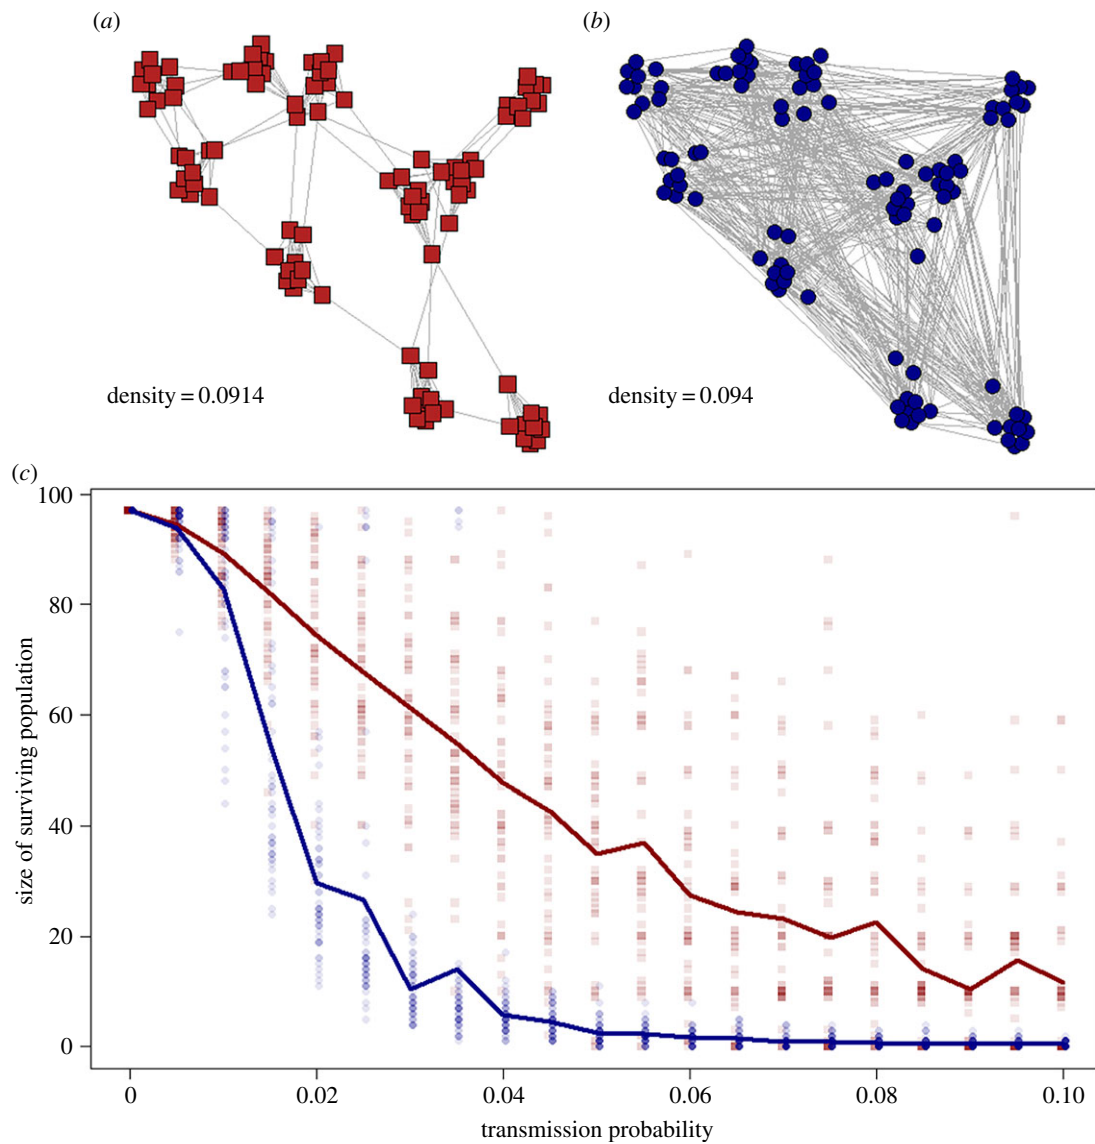 (a)
(b)
density = 0.0914
density = 0.094
(c)
100
80
60
40
20
0
size of surviving population
0
0.02
0.04
0.06
0.08
0.10
transmission probability